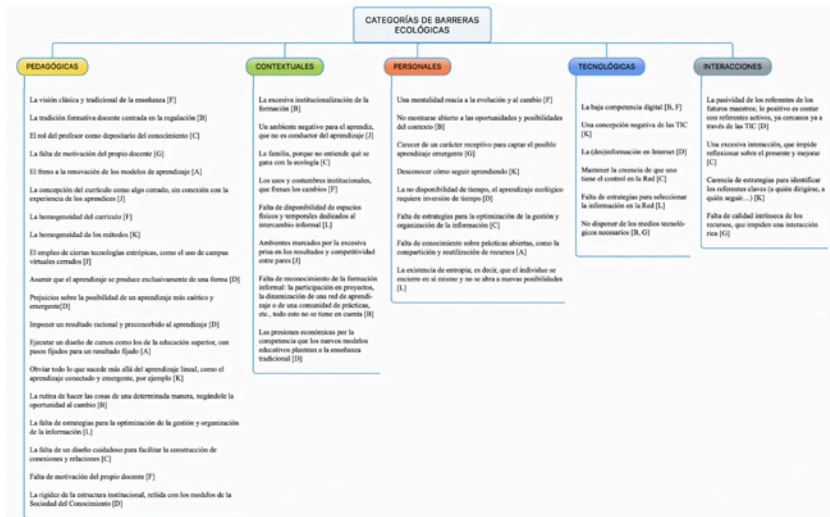 CATEGORÍAS DE BARRERAS
ECOLÓGICAS
PEDAGÓGICAS
La visión clásica y tradicional de la enseñanza [F]
La tradición formativa docente centrada en la regulación [B]
El rol del profesor como depositario del conocimiento [C]
La falta de motivación del propio docente [G]
El freno a la renovación de los modelos de aprendizaje [A]
La concepción del currículo como algo cerrado, sin conexión con la
experiencia de los aprendices [J]
La homogeneidad del currículo [F]
La homogeneidad de los métodos [K]
El empleo de ciertas tecnologías entrópicas, como el uso de campus
virtuales cerrados [J]
Asumir que el aprendizaje se produce exclusivamente de una forma [D]
Prejuicios sobre la posibilidad de un aprendizaje más caótico y
emergente[D]
Imponer un resultado racional y preconcebido al aprendizaje [D]
Ejecutar un diseño de cursos como los de la educación superior, con
pasos fijados para un resultado fijado [A]
Obviar todo lo que sucede más allá del aprendizaje lineal, como el
aprendizaje conectado y emergente, por ejemplo [K]
La rutina de hacer las cosas de una determinada manera, negándole la
oportunidad al cambio [B]
La falta de estrategias para la optimización de la gestión y organización
de la información [L]
La falta de un diseño cuidadoso para facilitar la construcción de
conexiones y relaciones [C]
Falta de motivación del propio docente [F]
La rigidez de la estructura institucional, reñida con los modelos de la
Sociedad del Conocimiento [D]
CONTEXTUALES
La excesiva institucionalización de la
formación [B]
Un ambiente negativo para el aprendiz,
que no es conductor del aprendizaje [J]
La familia, porque no entiende qué se
gana con la ecología [C]
Los usos y costumbres institucionales,
que frenan los cambios [F]
Falta de disponibilidad de espacios
físicos y temporales dedicados al
intercambio informal [L]
Ambientes marcados por la excesiva
prisa en los resultados y competitividad
entre pares [J]
Falta de reconocimiento de la formación
informal: la participación en proyectos,
la dinamización de una red de aprendi-
zaje o de una comunidad de prácticas,
etc., todo esto no se tiene en cuenta [B]
Las presiones económicas por la
competencia que los nuevos modelos
educativos plantean a la enseñanza
tradicional [D]
PERSONALES
Una mentalidad reacia a la evolución y al cambio [F]
No mostrarse abierto a las oportunidades y posibilidades
del contexto [B]
Carecer de un carácter receptivo para captar el posible
aprendizaje emergente [G]
Desconocer cómo seguir aprendiendo [K]
La no disponibilidad de tiempo, el aprendizaje ecológico
requiere inversión de tiempo [D]
Falta de estrategias para la optimización de la gestión y
organización de la información [C]
Falta de conocimiento sobre prácticas abiertas, como la
compartición y reutilización de recursos [A]
La existencia de entropía; es decir, que el individuo se
encierre en sí mismo y no se abra a nuevas posibilidades
[L]
TECNOLÓGICAS
La baja competencia digital [B, F]
Una concepción negativa de las TIC
[K]
La (des)información en Internet [D]
Mantener la creencia de que uno
tiene el control en la Red [C]
Falta de estrategias para seleccionar
la información en la Red [L]
No disponer de los medios tecnoló-
gicos necesarios [B, G]
INTERACCIONES
La pasividad de los referentes de los
futuros maestros; lo positivo es contar
con referentes activos, ya cercanos ya a
través de las TIC [D]
Una excesiva interacción, que impide
reflexionar sobre el presente y mejorar
[C]
Carencia de estrategias para identificar
los referentes claves (a quién dirigirse, a
quién seguir…) [K]
Falta de calidad intrínseca de los
recursos, que impiden una interacción
rica [G]